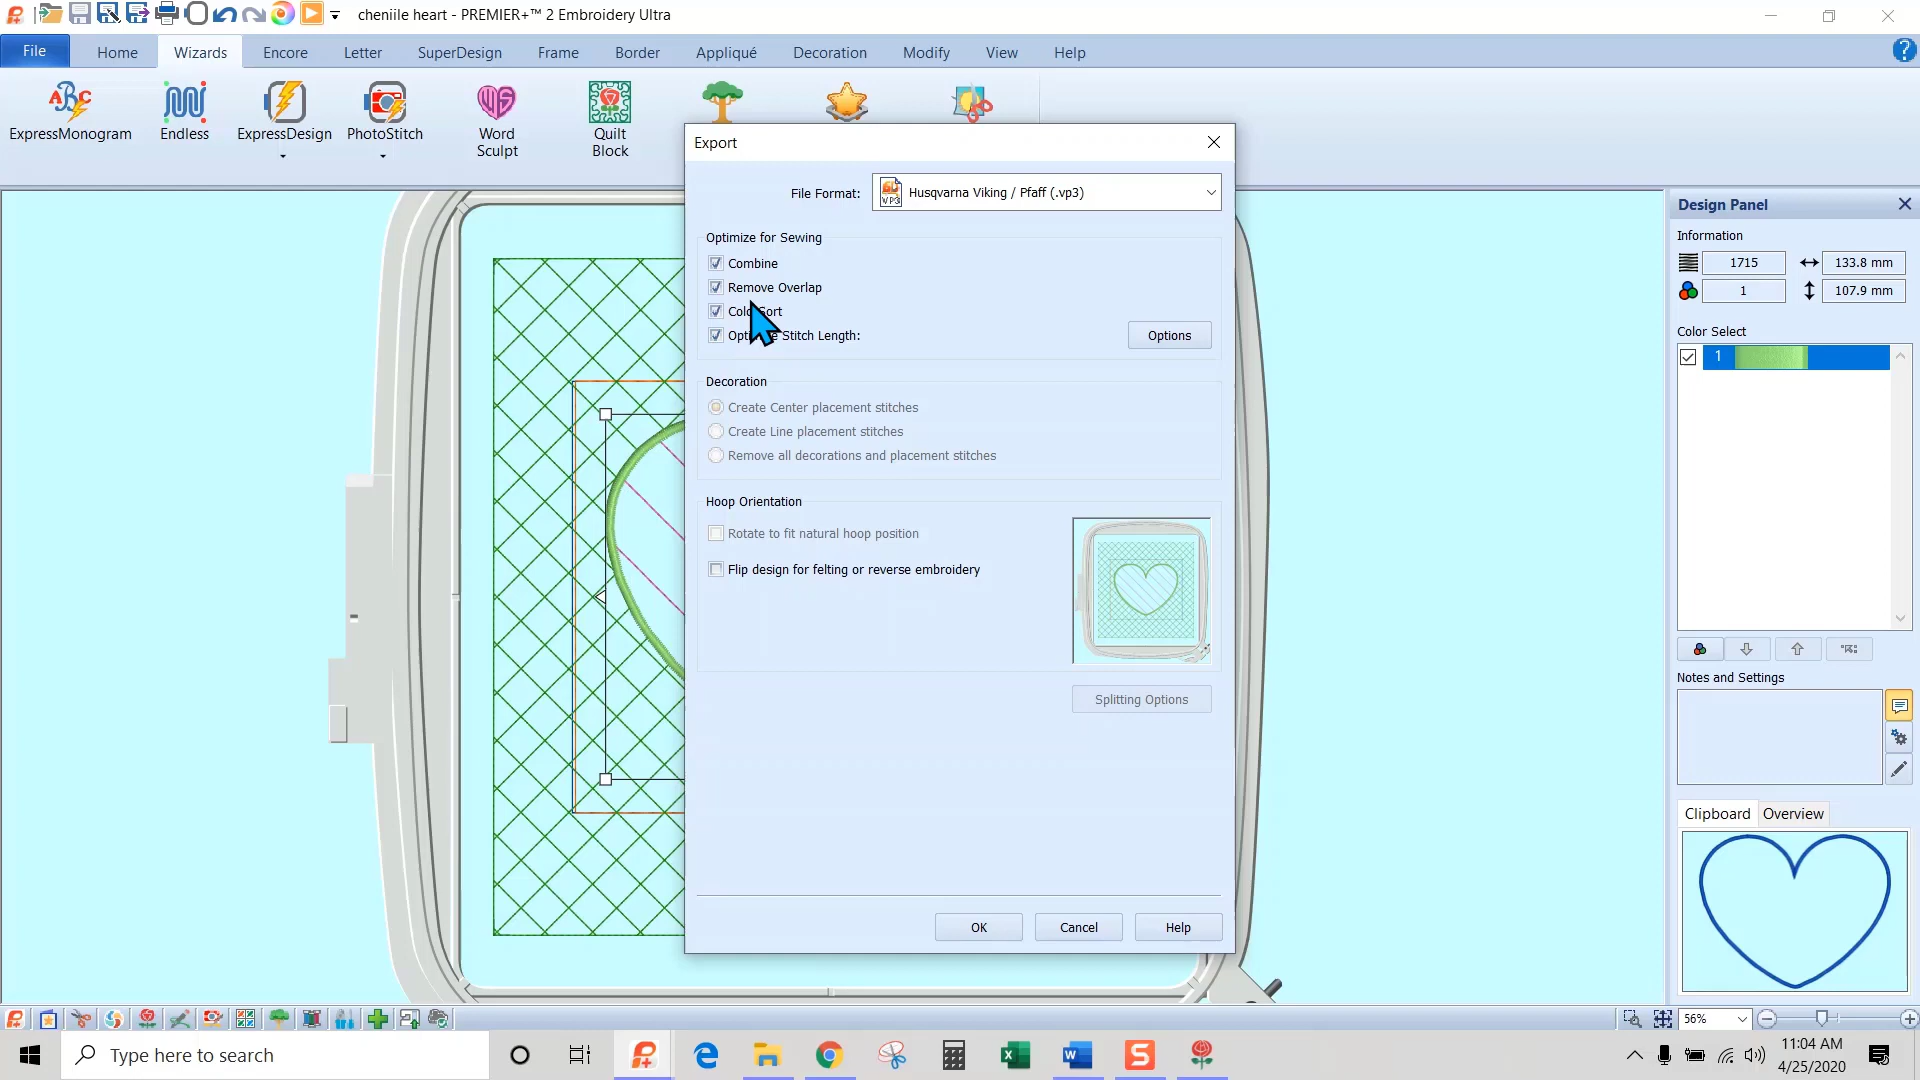 cheniile heart - PREMIER+™ 2 Embroidery Ultra
File
Home
Wizards
Encore
Letter
SuperDesign
Frame
Border
Appliqué
Decoration
Modify
View
Help
ExpressMonogram
Endless
ExpressDesign
PhotoStitch
Word
Sculpt
Quilt
Block
Export
File Format:
VP3
Husqvarna Viking / Pfaff (.vp3)
Optimize for Sewing
Combine
Remove Overlap
Stitch Length:
Options
Decoration
Create Center placement stitches
Create Line placement stitches
Remove all decorations and placement stitches
Hoop Orientation
Rotate to fit natural hoop position
Flip design for felting or reverse embroidery
Splitting Options
OK
Cancel
Help
Design Panel
Information
1715
133.8 mm
1
107.9 mm
Color Select
1
Notes and Settings
Clipboard
Overview
56%
Type here to search
11:04 AM
4/25/2020